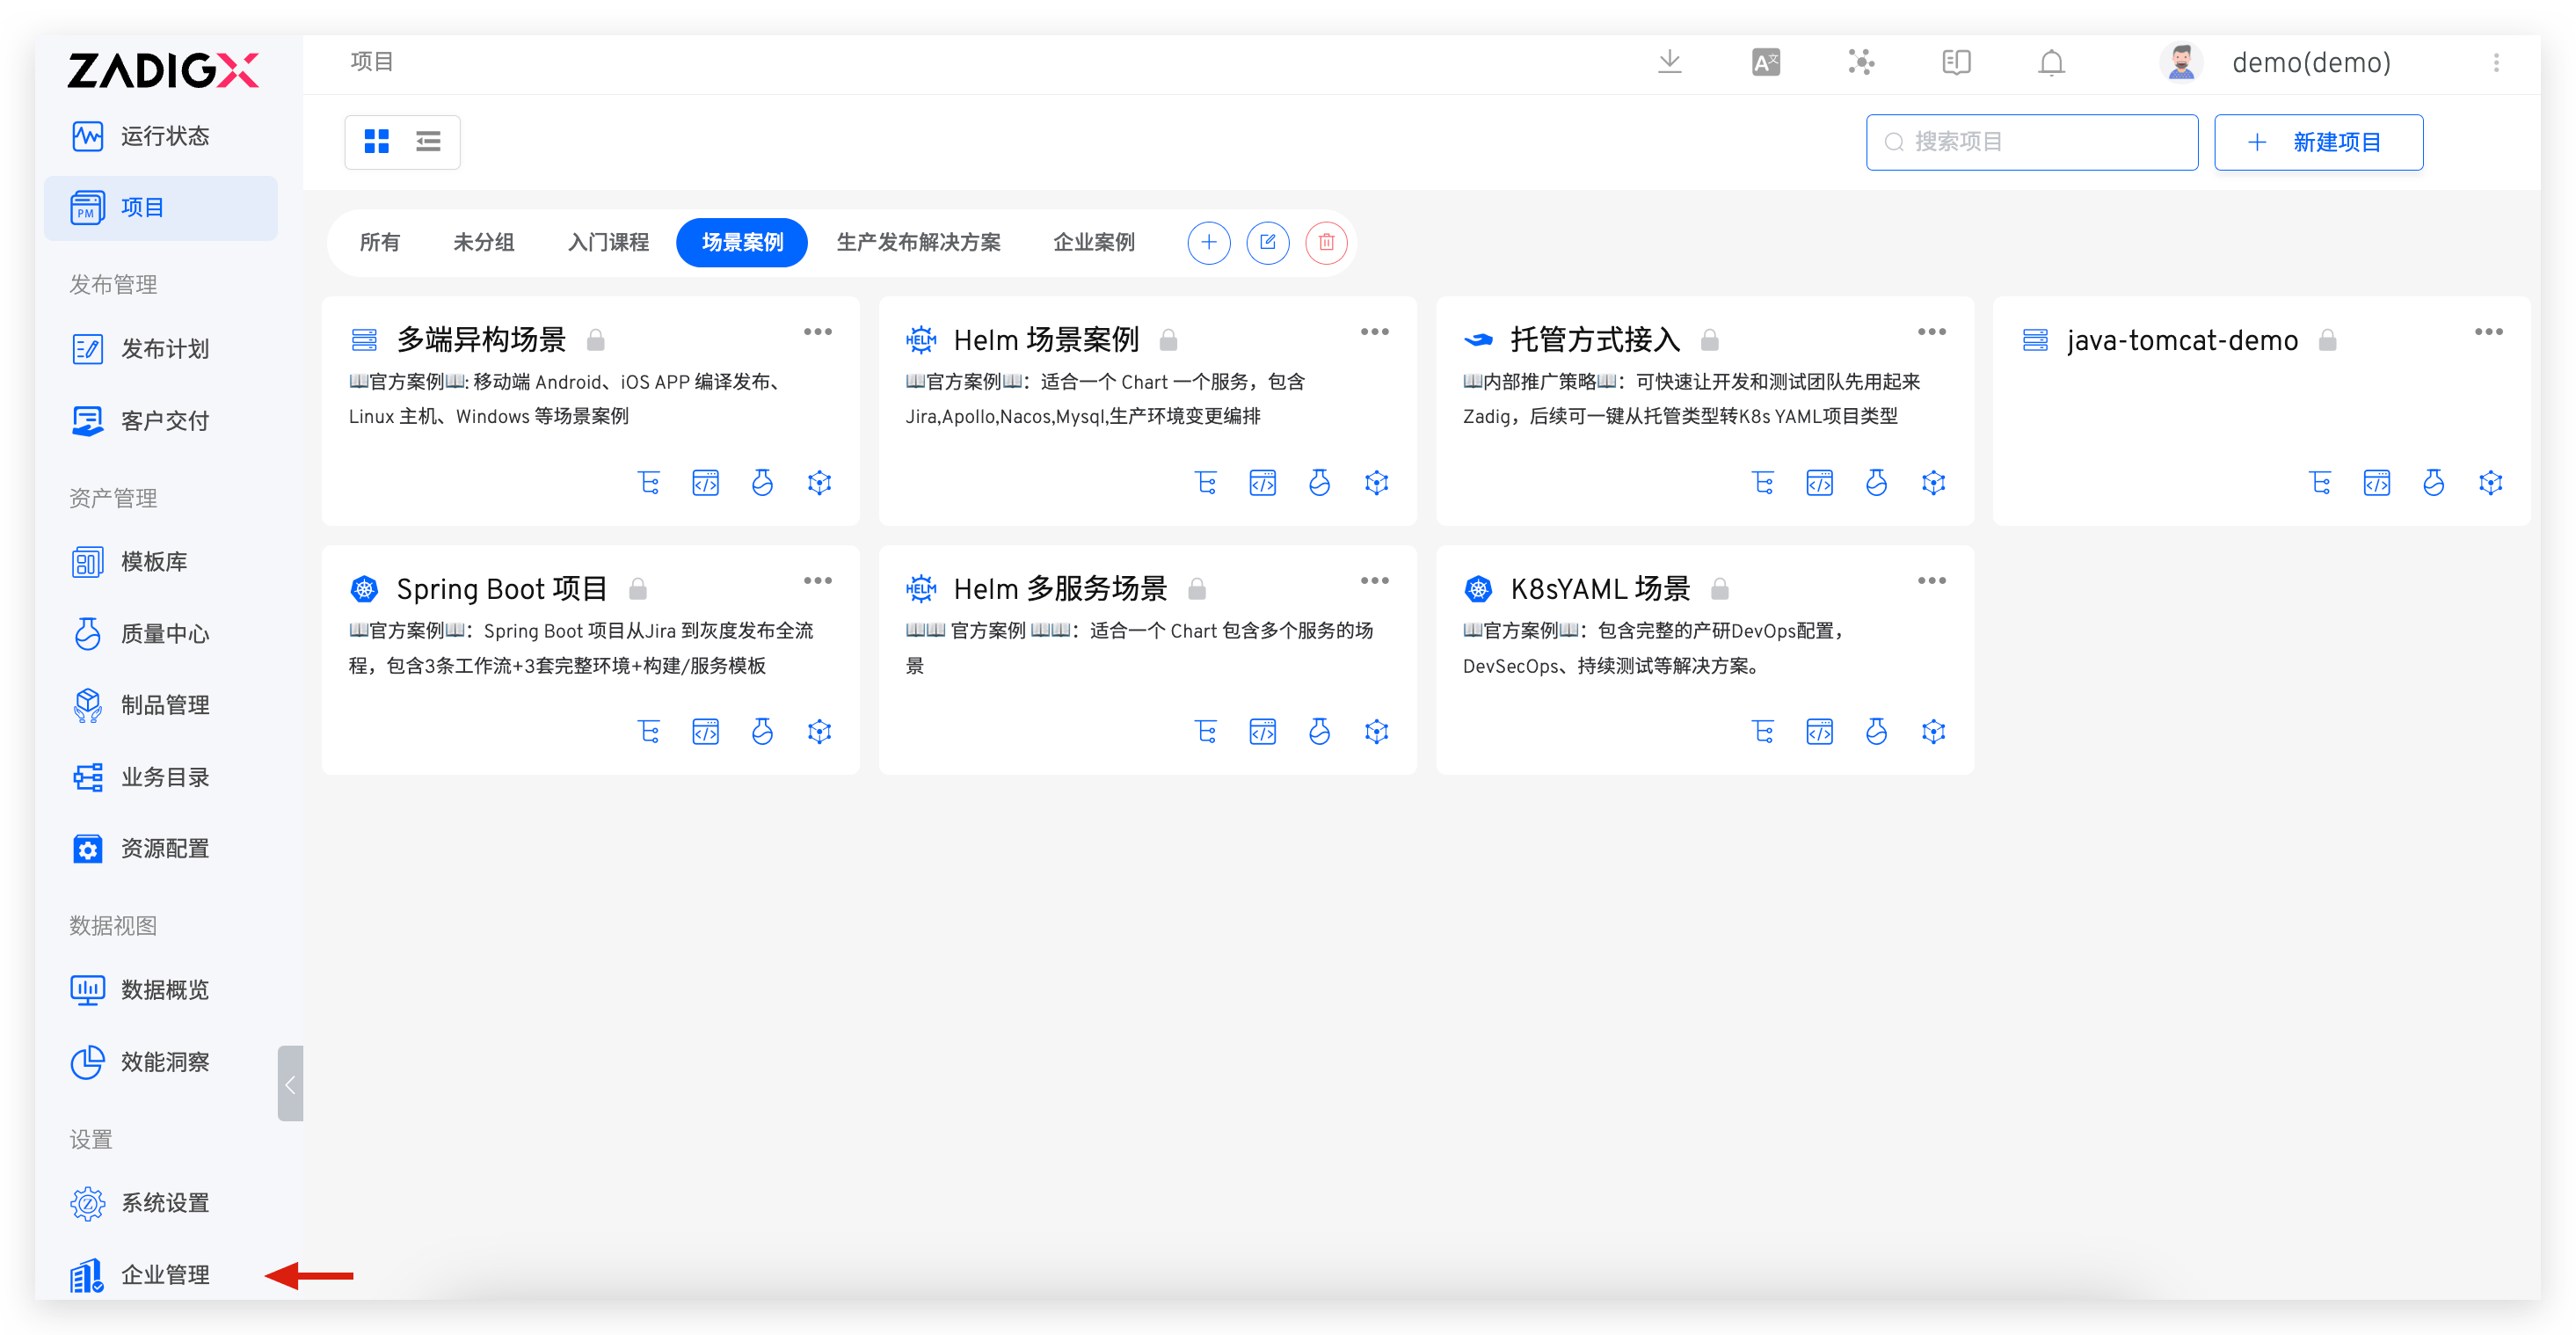 ZADIGX
运行状态
PM 项目
发布管理
发布计划
客户交付
资产管理
模板库
质量中心
制品管理
业务目录
资源配置
数据视图
数据概览
效能洞察
设置
系统设置
企业管理
项目
demo(demo)
搜索项目
新建项目
所有 未分组 入门课程 场景案例 生产发布解决方案 企业案例
多端异构场景
📖官方案例📖: 移动端 Android、iOS APP 编译发布、
Linux 主机、Windows 等场景案例
HELM Helm 场景案例
📖官方案例📖：适合一个 Chart 一个服务，包含
Jira,Apollo,Nacos,Mysql,生产环境变更编排
托管方式接入
📖内部推广策略📖：可快速让开发和测试团队先用起来
Zadig，后续可一键从托管类型转K8s YAML项目类型
java-tomcat-demo
Spring Boot 项目
📖官方案例📖：Spring Boot 项目从Jira 到灰度发布全流
程，包含3条工作流+3套完整环境+构建/服务模板
HELM Helm 多服务场景
📖📖 官方案例 📖📖：适合一个 Chart 包含多个服务的场
景
K8sYAML 场景
📖官方案例📖：包含完整的产研DevOps配置，
DevSecOps、持续测试等解决方案。